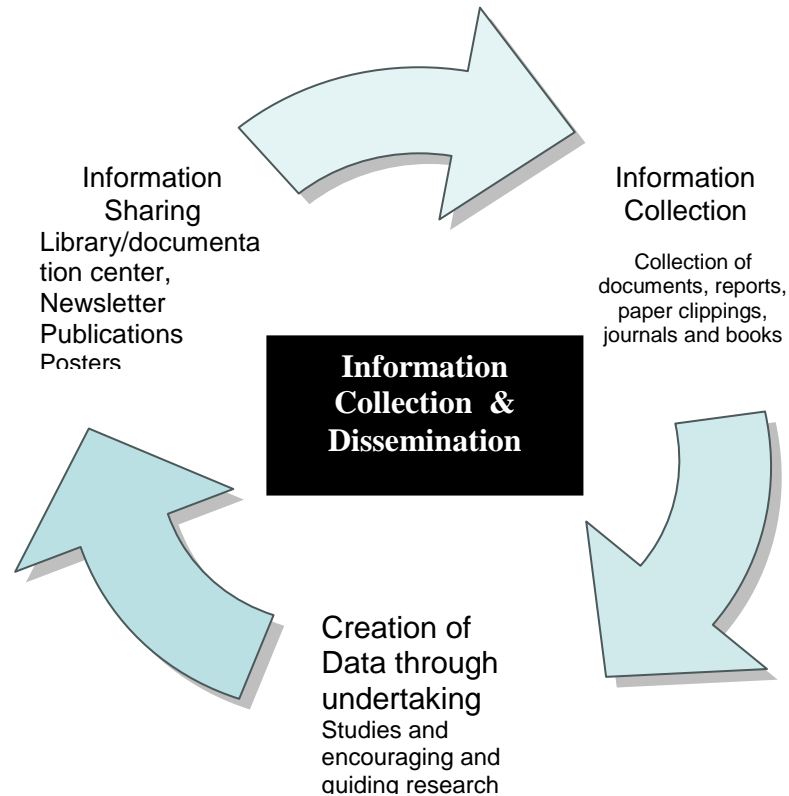 Information
Sharing
Library/documenta
tion center,
Newsletter
Publications
Posters
Information
Collection
Collection of
documents, reports,
paper clippings,
journals and books
Information
Collection & 
Dissemination
Creation of
Data through
undertaking
Studies and
encouraging and
guiding research